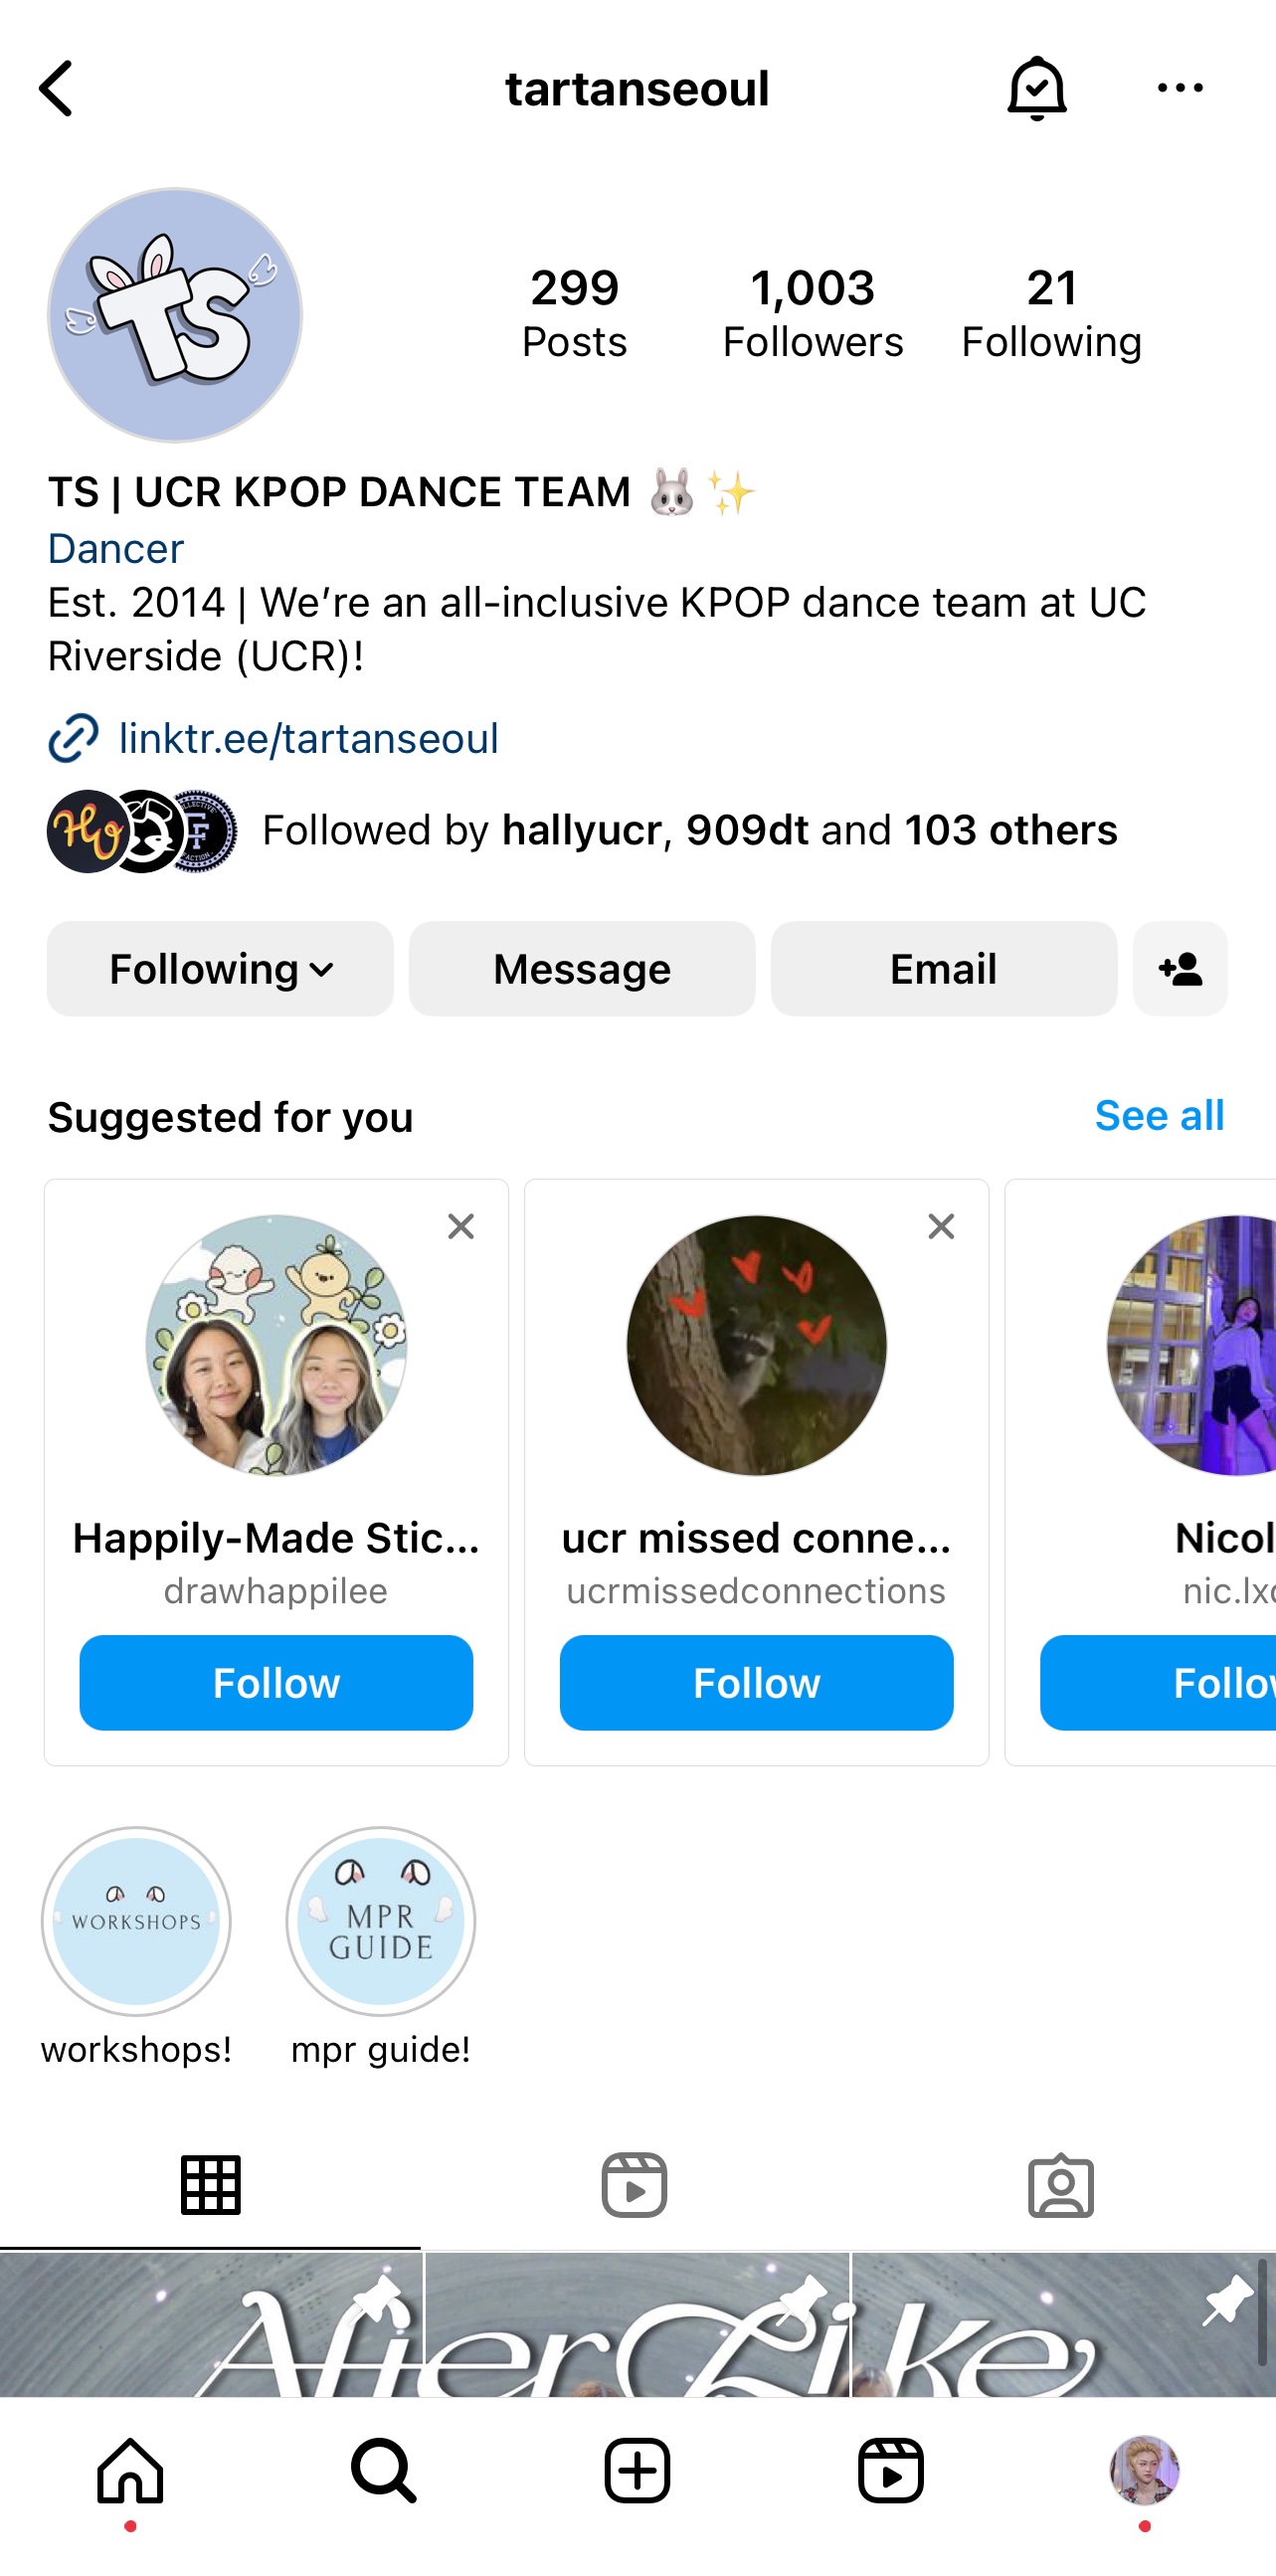 tartanseoul
TS
299
Posts
1,003
Followers
21
Following
TS | UCR KPOP DANCE TEAM 🐰✨
Dancer
Est. 2014 | We’re an all-inclusive KPOP dance team at UC
Riverside (UCR)!
linktr.ee/tartanseoul
Followed by hallyucr, 909dt and 103 others
Following
Message
Email
Suggested for you
See all
Happily-Made Stic...
drawhappilee
Follow
ucr missed conne...
ucrmissedconnections
Follow
Nicol
nic.lx
Follow
WORKSHOPS
workshops!
MPR
GUIDE
mpr guide!
After Like